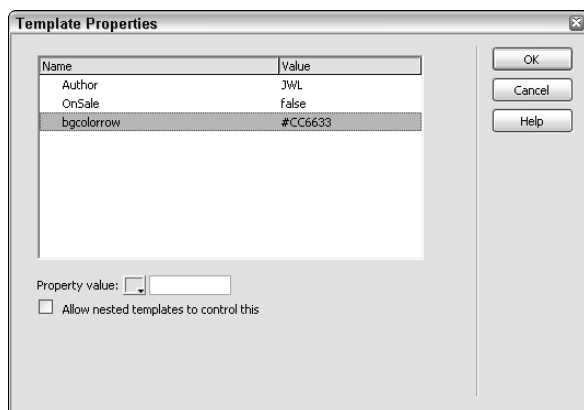 Template Properties
Name Value
Author JWL
OnSale false
bgcolorrow #CC6633
Property value:
Allow nested templates to control this
OK
Cancel
Help